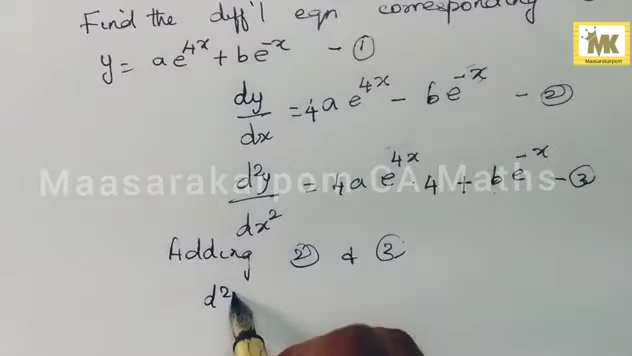 Find the diff'l eqn corresponding
MK
Maasarakarpom
y = ae^{4x} + be^{-x} - ①
dy/dx = 4ae^{4x} - be^{-x} - ②
Maasarakarpom CA Maths
d²y/dx² = 4ae^{4x}.4 + be^{-x} - ③
Adding ② & ③
d²